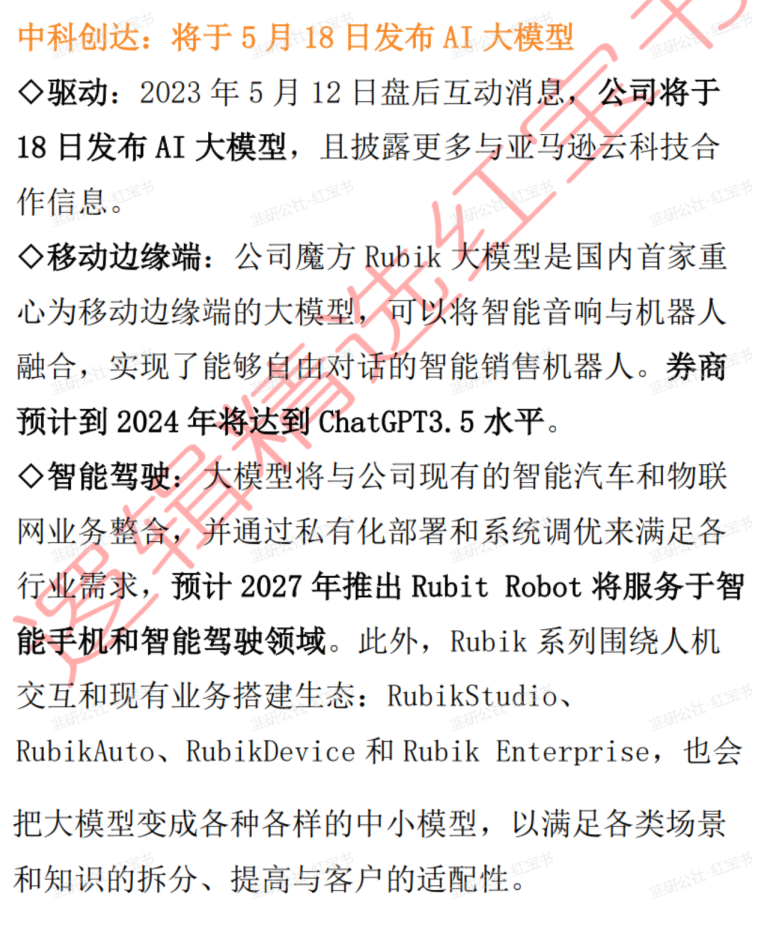 中科创达：将于 5 月 18 日发布 AI 大模型
◇驱动：2023 年 5 月 12 日盘后互动消息，公司将于
18 日发布 AI 大模型，且披露更多与亚马逊云科技合
作信息。
◇移动边缘端：公司魔方 Rubik 大模型是国内首家重
心为移动边缘端的大模型，可以将智能音响与机器人
融合，实现了能够自由对话的智能销售机器人。券商
预计到 2024 年将达到 ChatGPT3.5 水平。
◇智能驾驶：大模型将与公司现有的智能汽车和物联
网业务整合，并通过私有化部署和系统调优来满足各
行业需求，预计 2027 年推出 Rubit Robot 将服务于智
能手机和智能驾驶领域。此外，Rubik 系列围绕人机
交互和现有业务搭建生态：RubikStudio、
RubikAuto、RubikDevice 和 Rubik Enterprise，也会
把大模型变成各种各样的中小模型，以满足各类场景
和知识的拆分、提高与客户的适配性。
逻辑精选红宝书
韭研公社-红宝书